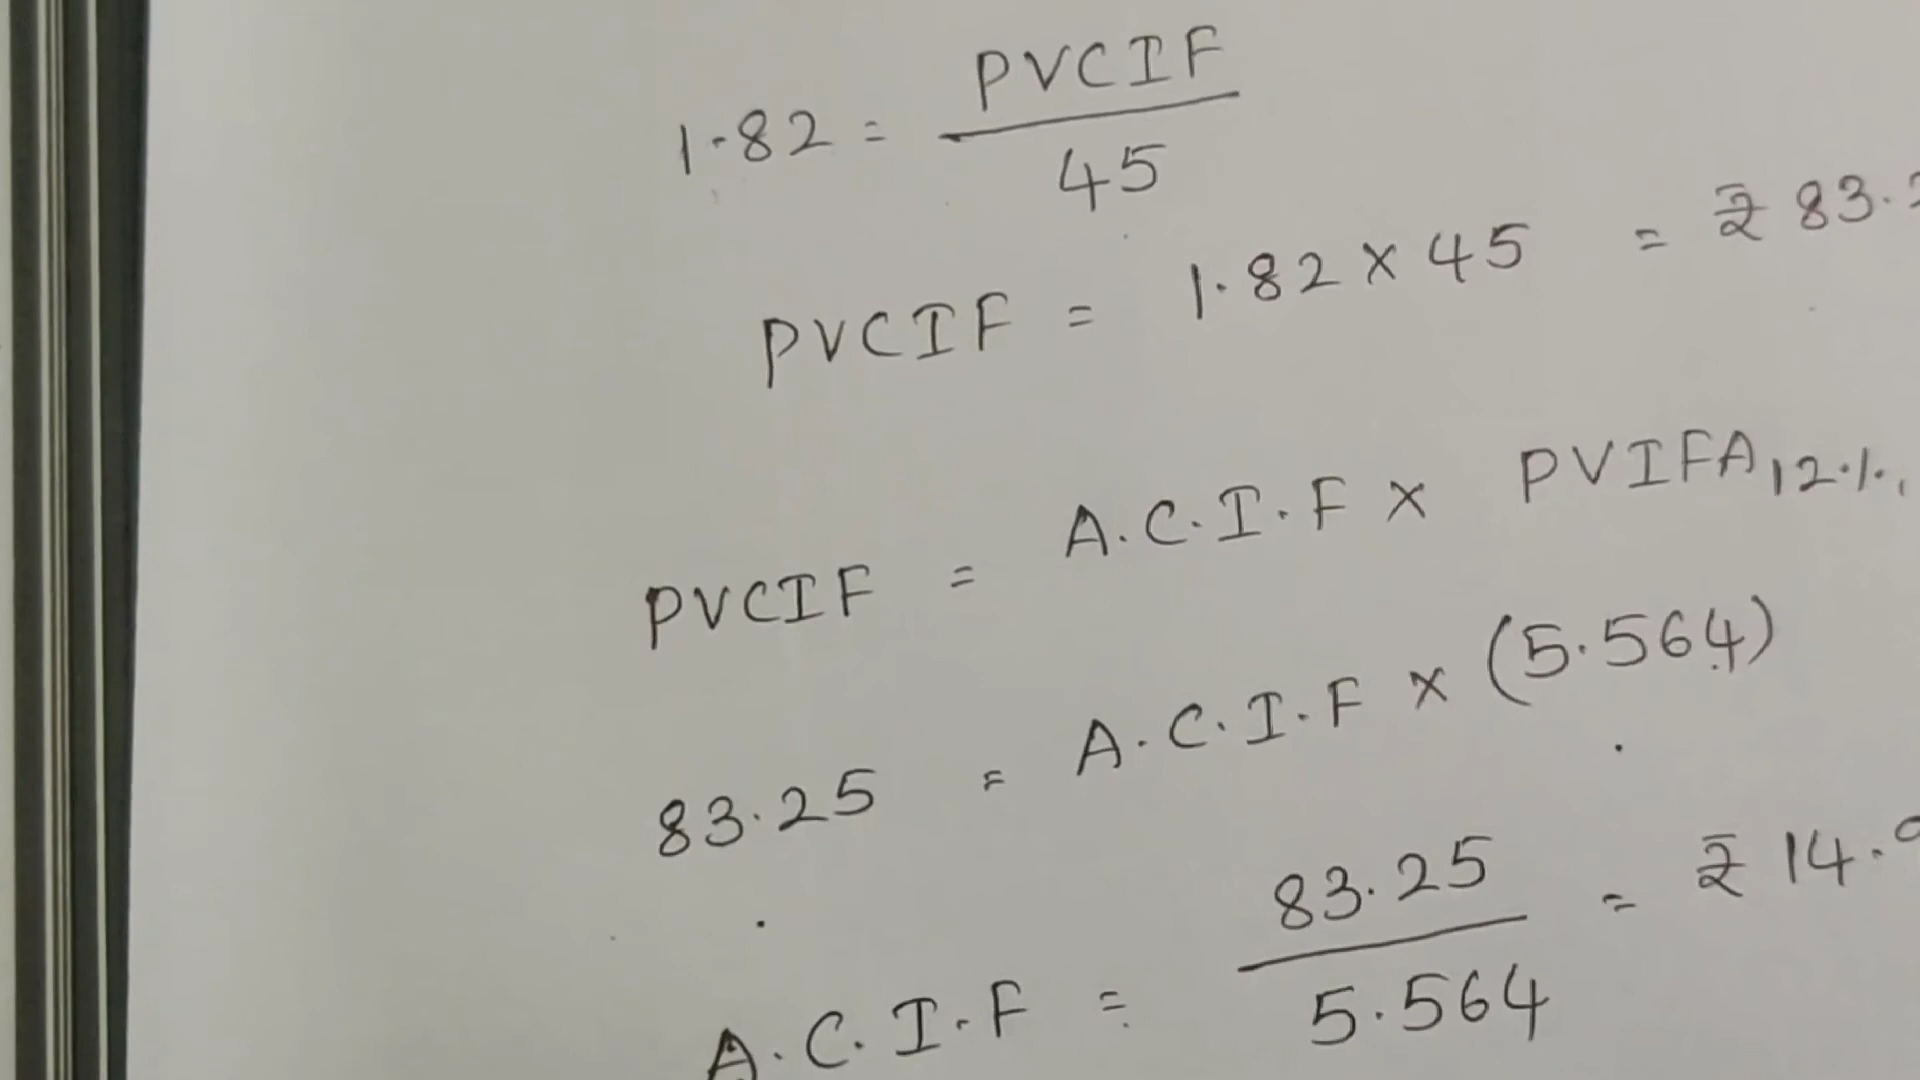 1.82 = PVCIF / 45
PVCIF = 1.82 × 45 = ₹ 83.
PVCIF = A.C.I.F × PVIFA12%,
83.25 = A.C.I.F × (5.564)
A.C.I.F = 83.25 / 5.564 = ₹ 14.